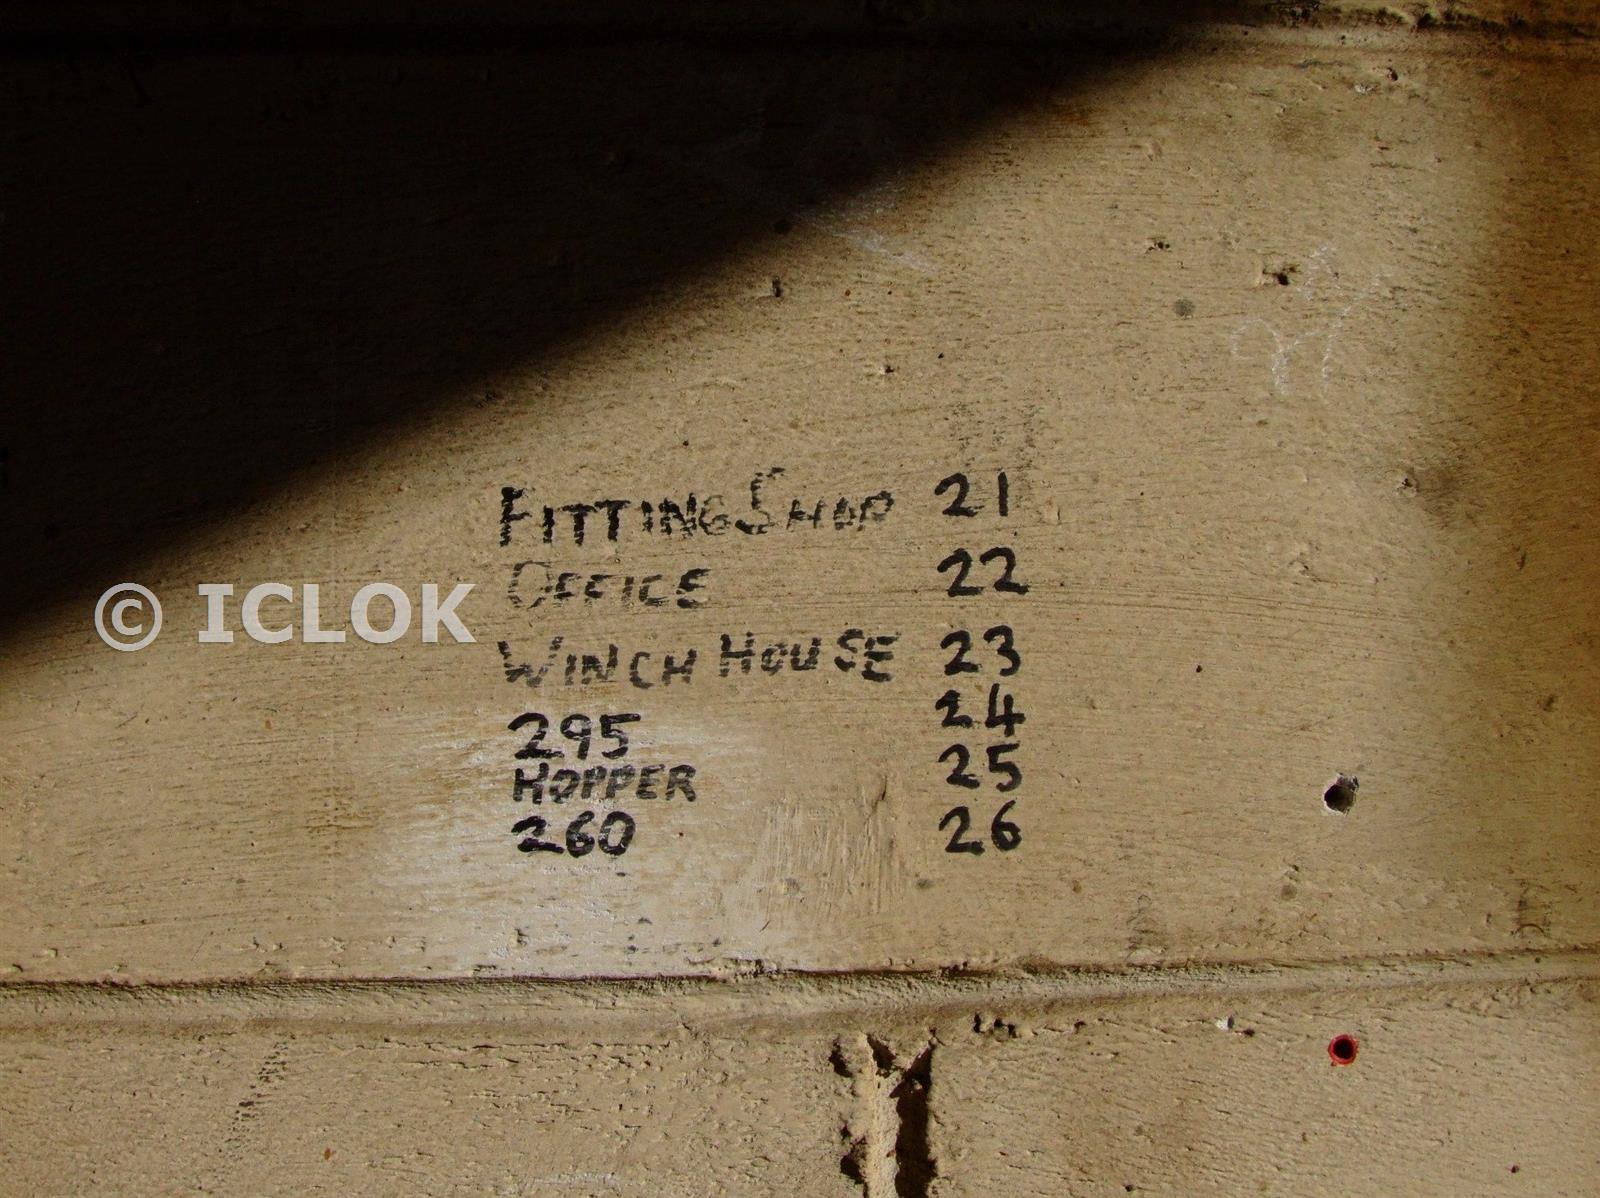 FITTING SHOP 21
OFFICE 22
© ICLOK
WINCH HOUSE 23
295 24
HOPPER 25
260 26